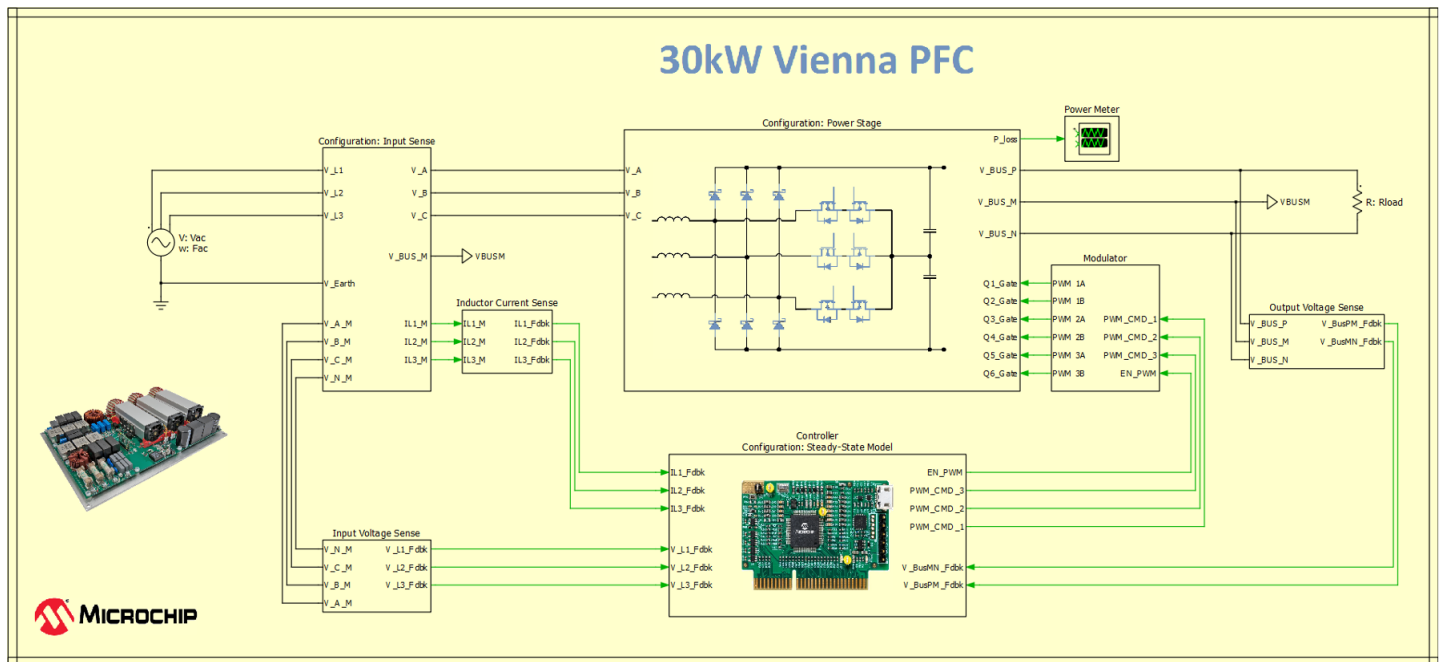 30kW Vienna PFC
Configuration: Input Sense
V_L1
V_L2
V_L3
V_Earth
V_A_M
V_B_M
V_C_M
V_N_M
V_A
V_B
V_C
V_BUS_M
IL1_M
IL2_M
IL3_M
V: Vac
w: Fac
VBUSM
Inductor Current Sense
IL1_M IL1_Fdbk
IL2_M IL2_Fdbk
IL3_M IL3_Fdbk
Configuration: Power Stage
V_A
V_B
V_C
P_loss
V_BUS_P
V_BUS_M
V_BUS_N
Q1_Gate
Q2_Gate
Q3_Gate
Q4_Gate
Q5_Gate
Q6_Gate
Power Meter
VBUSM
R: Rload
Modulator
PWM 1A
PWM 1B
PWM 2A PWM_CMD_1
PWM 2B PWM_CMD_2
PWM 3A PWM_CMD_3
PWM 3B EN_PWM
Output Voltage Sense
V_BUS_P V_BusPM_Fdbk
V_BUS_M V_BusMN_Fdbk
V_BUS_N
Controller
Configuration: Steady-State Model
IL1_Fdbk EN_PWM
IL2_Fdbk PWM_CMD_3
IL3_Fdbk PWM_CMD_2
PWM_CMD_1
V_L1_Fdbk
V_L2_Fdbk V_BusMN_Fdbk
V_L3_Fdbk V_BusPM_Fdbk
Input Voltage Sense
V_N_M V_L1_Fdbk
V_C_M V_L2_Fdbk
V_B_M V_L3_Fdbk
V_A_M
MICROCHIP